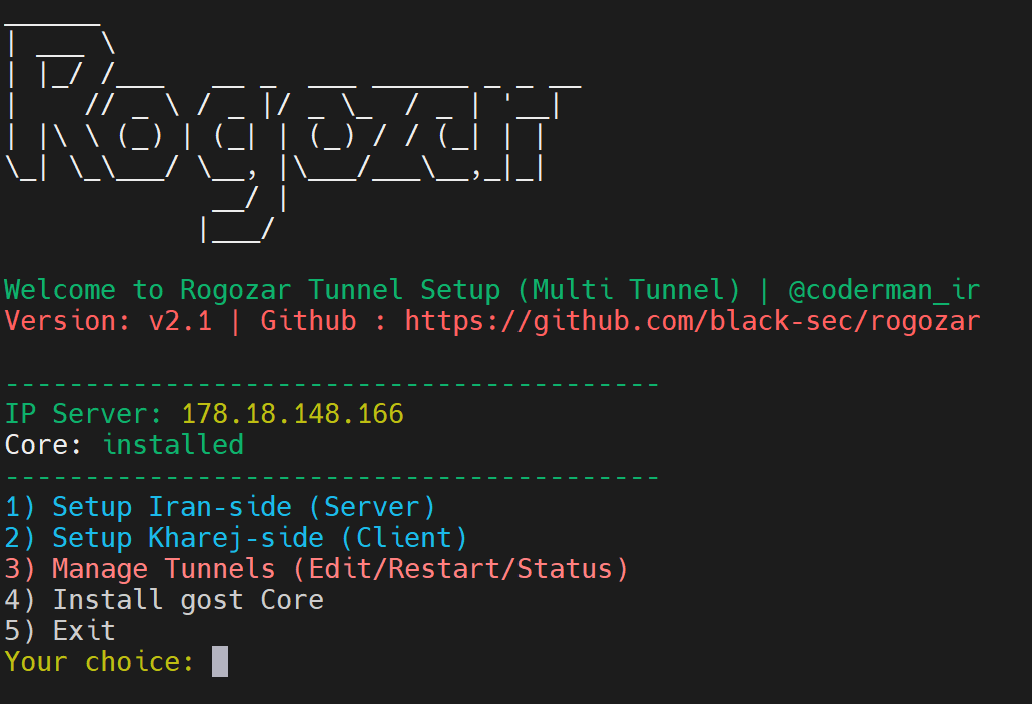 Rogozar
Welcome to Rogozar Tunnel Setup (Multi Tunnel) | @coderman_ir
Version: v2.1 | Github : https://github.com/black-sec/rogozar
-----------------------------------------
IP Server: 178.18.148.166
Core: installed
-----------------------------------------
1) Setup Iran-side (Server)
2) Setup Kharej-side (Client)
3) Manage Tunnels (Edit/Restart/Status)
4) Install gost Core
5) Exit
Your choice: